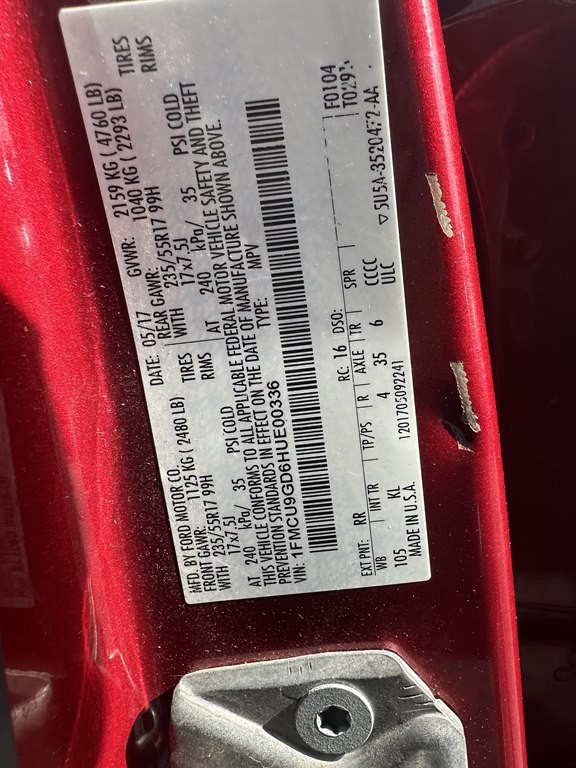 MFD. BY FORD MOTOR CO.
DATE: 05/17 GVWR: 2159 KG ( 4760 LB)
FRONT GAWR: 1125 KG ( 2480 LB) REAR GAWR: 1040 KG ( 2293 LB)
WITH 235/55R17 99H TIRES WITH 235/55R17 99H TIRES
17x7.5J RIMS 17x7.5J RIMS
AT 240 kPa/ 35 PSI COLD AT 240 kPa/ 35 PSI COLD
THIS VEHICLE CONFORMS TO ALL APPLICABLE FEDERAL MOTOR VEHICLE SAFETY AND THEFT
PREVENTION STANDARDS IN EFFECT ON THE DATE OF MANUFACTURE SHOWN ABOVE.
VIN: 1FMCU9GD6HUE00336 TYPE: MPV
F0104
EXT PNT: RR RC: 16 DSO:
WB INT TR TP/PS R AXLE TR SPR
105 KL 4 35 6 CCCC
MADE IN U.S.A. 1201705092241 ULC
▽5U5A-3520472-AA